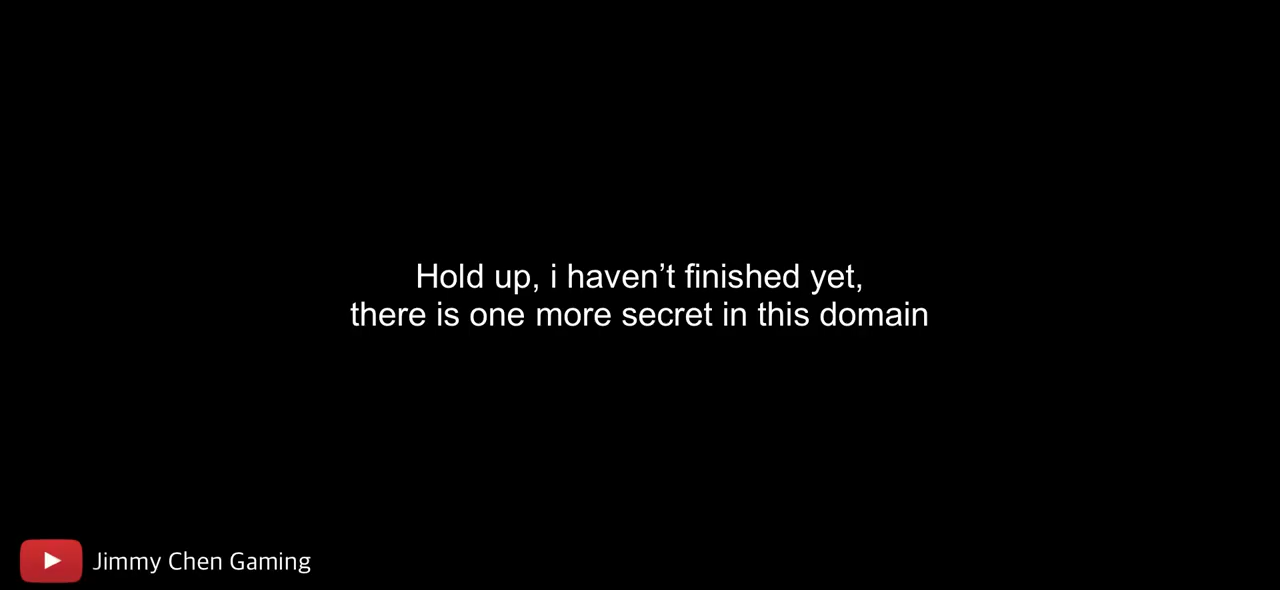 Hold up, i haven’t finished yet,
there is one more secret in this domain
Jimmy Chen Gaming